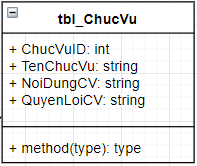 tbl_ChucVu
+ ChucVuID: int
+ TenChucVu: string
+ NoiDungCV: string
+ QuyenLoiCV: string
+ method(type): type